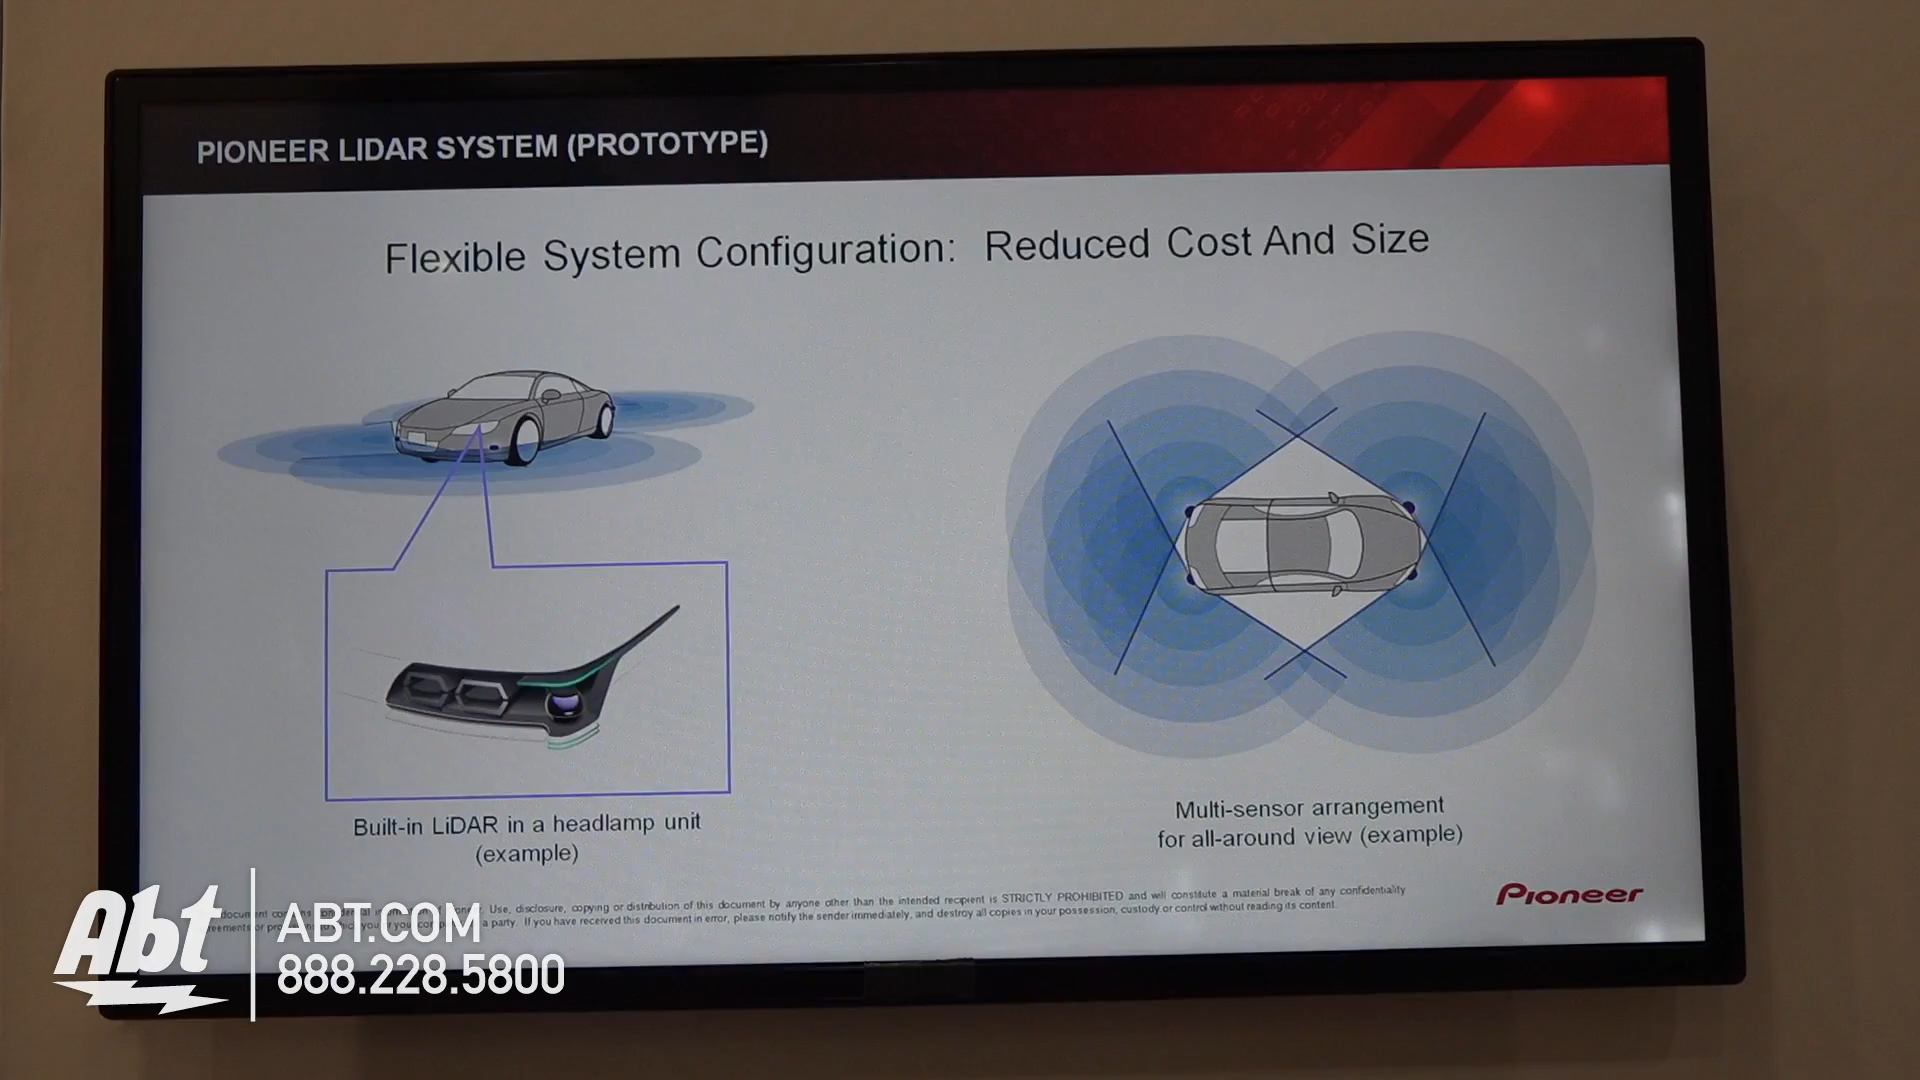 PIONEER LIDAR SYSTEM (PROTOTYPE)
Flexible System Configuration: Reduced Cost And Size
Built-in LiDAR in a headlamp unit
(example)
Multi-sensor arrangement
for all-around view (example)
Use, disclosure, copying or distribution of this document by anyone other than the intended recipient is STRICTLY PROHIBITED and will constitute a material break of any confidentiality
a party. If you have received this document in error, please notify the sender immediately, and destroy all copies in your possession, custody or control without reading its content.
Pioneer
Abt
ABT.COM
888.228.5800